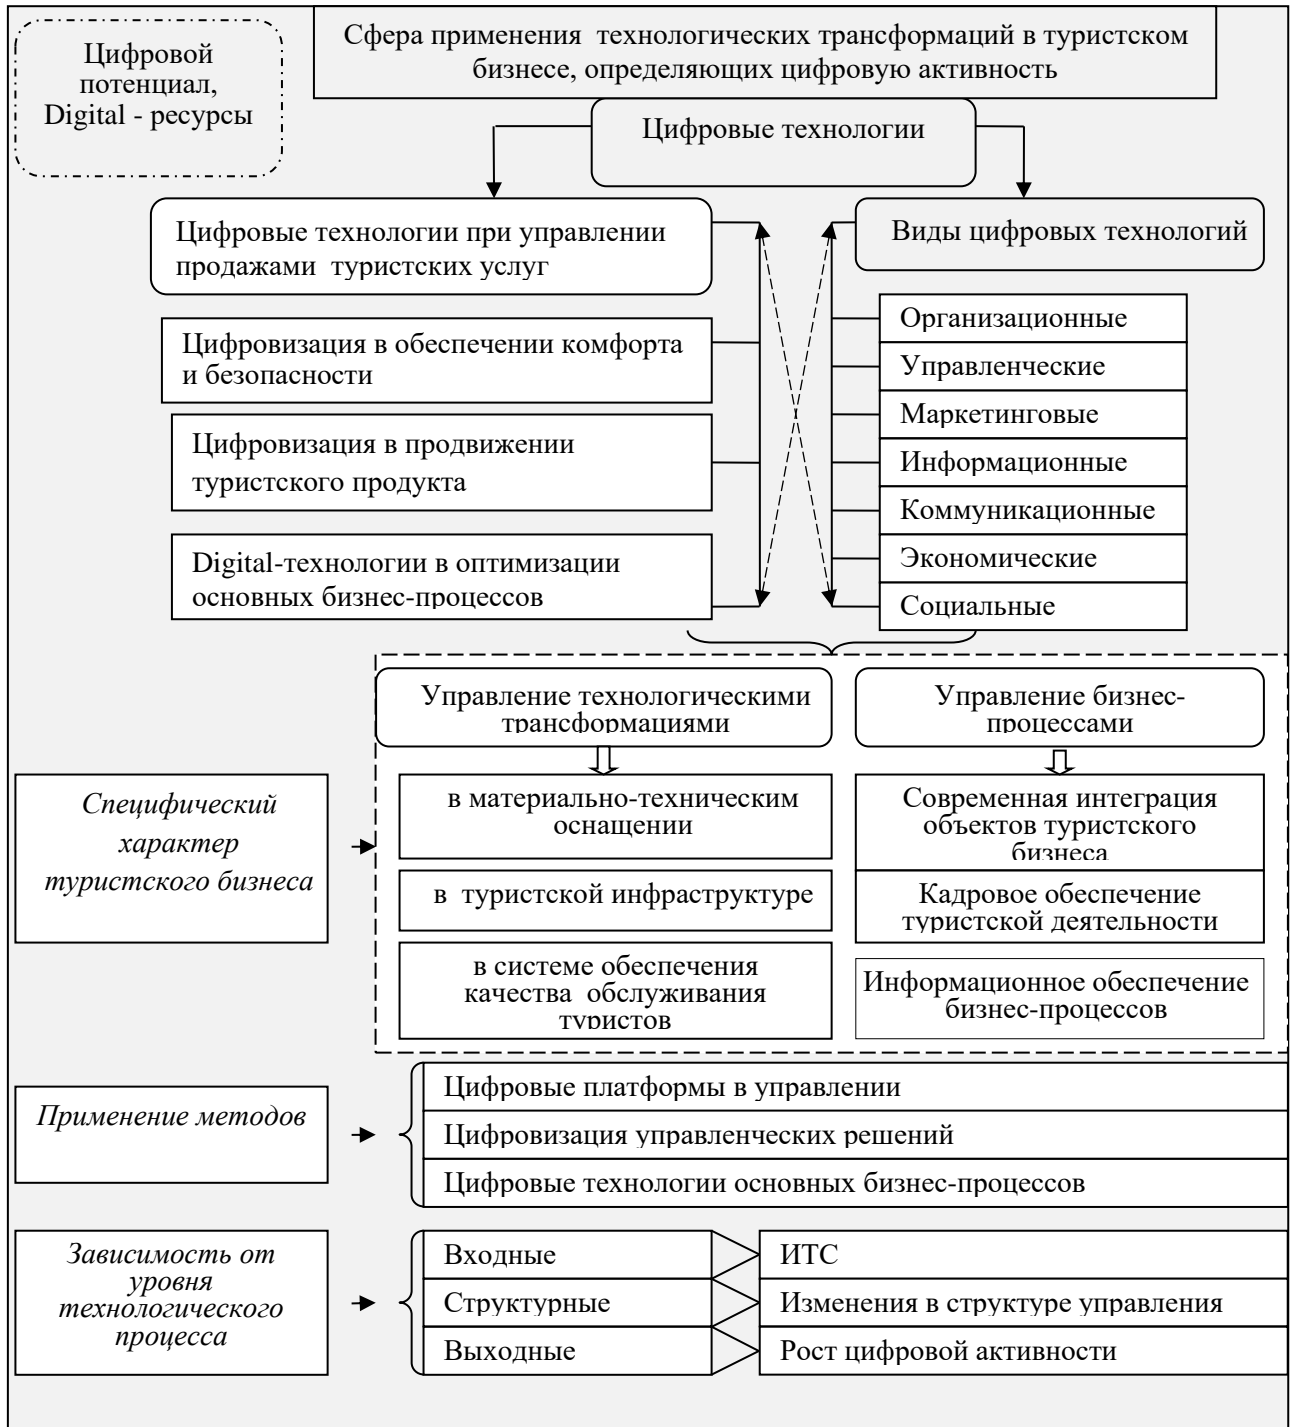 Цифровой
потенциал,
Digital - ресурсы
Сфера применения технологических трансформаций в туристском
бизнесе, определяющих цифровую активность
Цифровые технологии
Цифровые технологии при управлении
продажами туристских услуг
Виды цифровых технологий
Цифровизация в обеспечении комфорта
и безопасности
Цифровизация в продвижении
туристского продукта
Digital-технологии в оптимизации
основных бизнес-процессов
Организационные
Управленческие
Маркетинговые
Информационные
Коммуникационные
Экономические
Социальные
Управление технологическими
трансформациями
Управление бизнес-
процессами
Специфический
характер
туристского бизнеса
в материально-техническим
оснащении
в туристской инфраструктуре
в системе обеспечения
качества обслуживания
туристов
Современная интеграция
объектов туристского
бизнеса
Кадровое обеспечение
туристской деятельности
Информационное обеспечение
бизнес-процессов
Применение методов
Цифровые платформы в управлении
Цифровизация управленческих решений
Цифровые технологии основных бизнес-процессов
Зависимость от
уровня
технологического
процесса
Входные
Структурные
Выходные
ИТС
Изменения в структуре управления
Рост цифровой активности